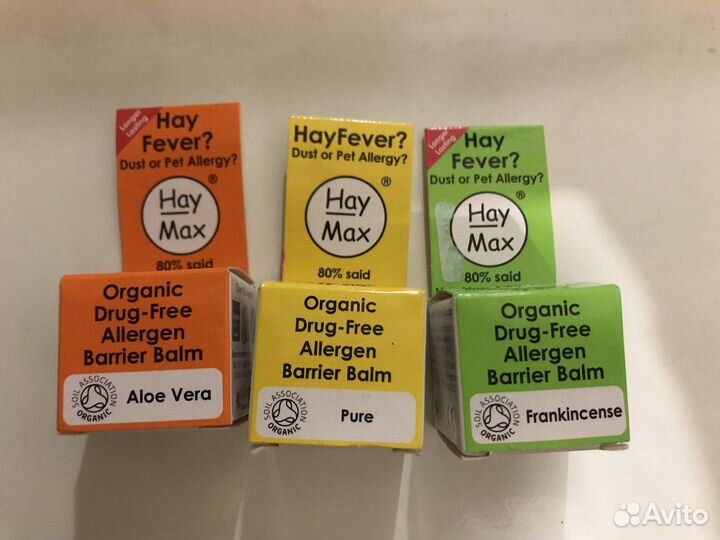 Longer
Lasting
Hay
Fever?
Dust or Pet Allergy?
Hay
Max
®
80% said
Organic
Drug-Free
Allergen
Barrier Balm
SOIL ASSOCIATION
ORGANIC
Aloe Vera
HayFever?
Dust or Pet Allergy?
Hay
Max
®
80% said
Organic
Drug-Free
Allergen
Barrier Balm
SOIL ASSOCIATION
ORGANIC
Pure
Longer
Lasting
Hay
Fever?
Dust or Pet Allergy?
Hay
Max
®
80% said
Organic
Drug-Free
Allergen
Barrier Balm
SOIL ASSOCIATION
ORGANIC
Frankincense
Avito